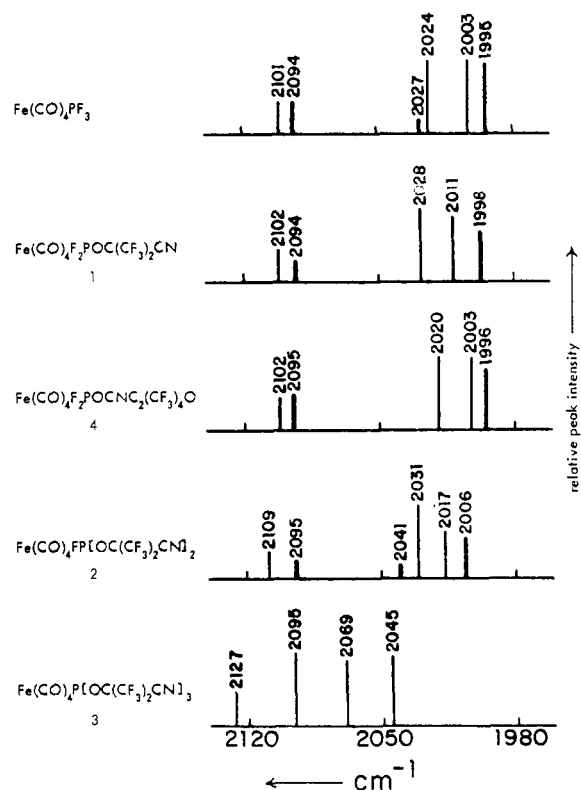 2101 2094 2027 2024 2003 1995
Fe(CO)₄PF₃
2102 2094 2028 2011 1998
Fe(CO)₄F₂POC(CF₃)₂CN
1
2102 2095 2020 2003 1996
Fe(CO)₄F₂POCNC₂(CF₃)₄O
4
2109 2095 2041 2031 2017 2006
Fe(CO)₄FP[OC(CF₃)₂CN]₂
2
2127 2095 2069 2045
Fe(CO)₄P[OC(CF₃)₂CN]₃
3
2120 2050 1980
cm⁻¹
relative peak intensity